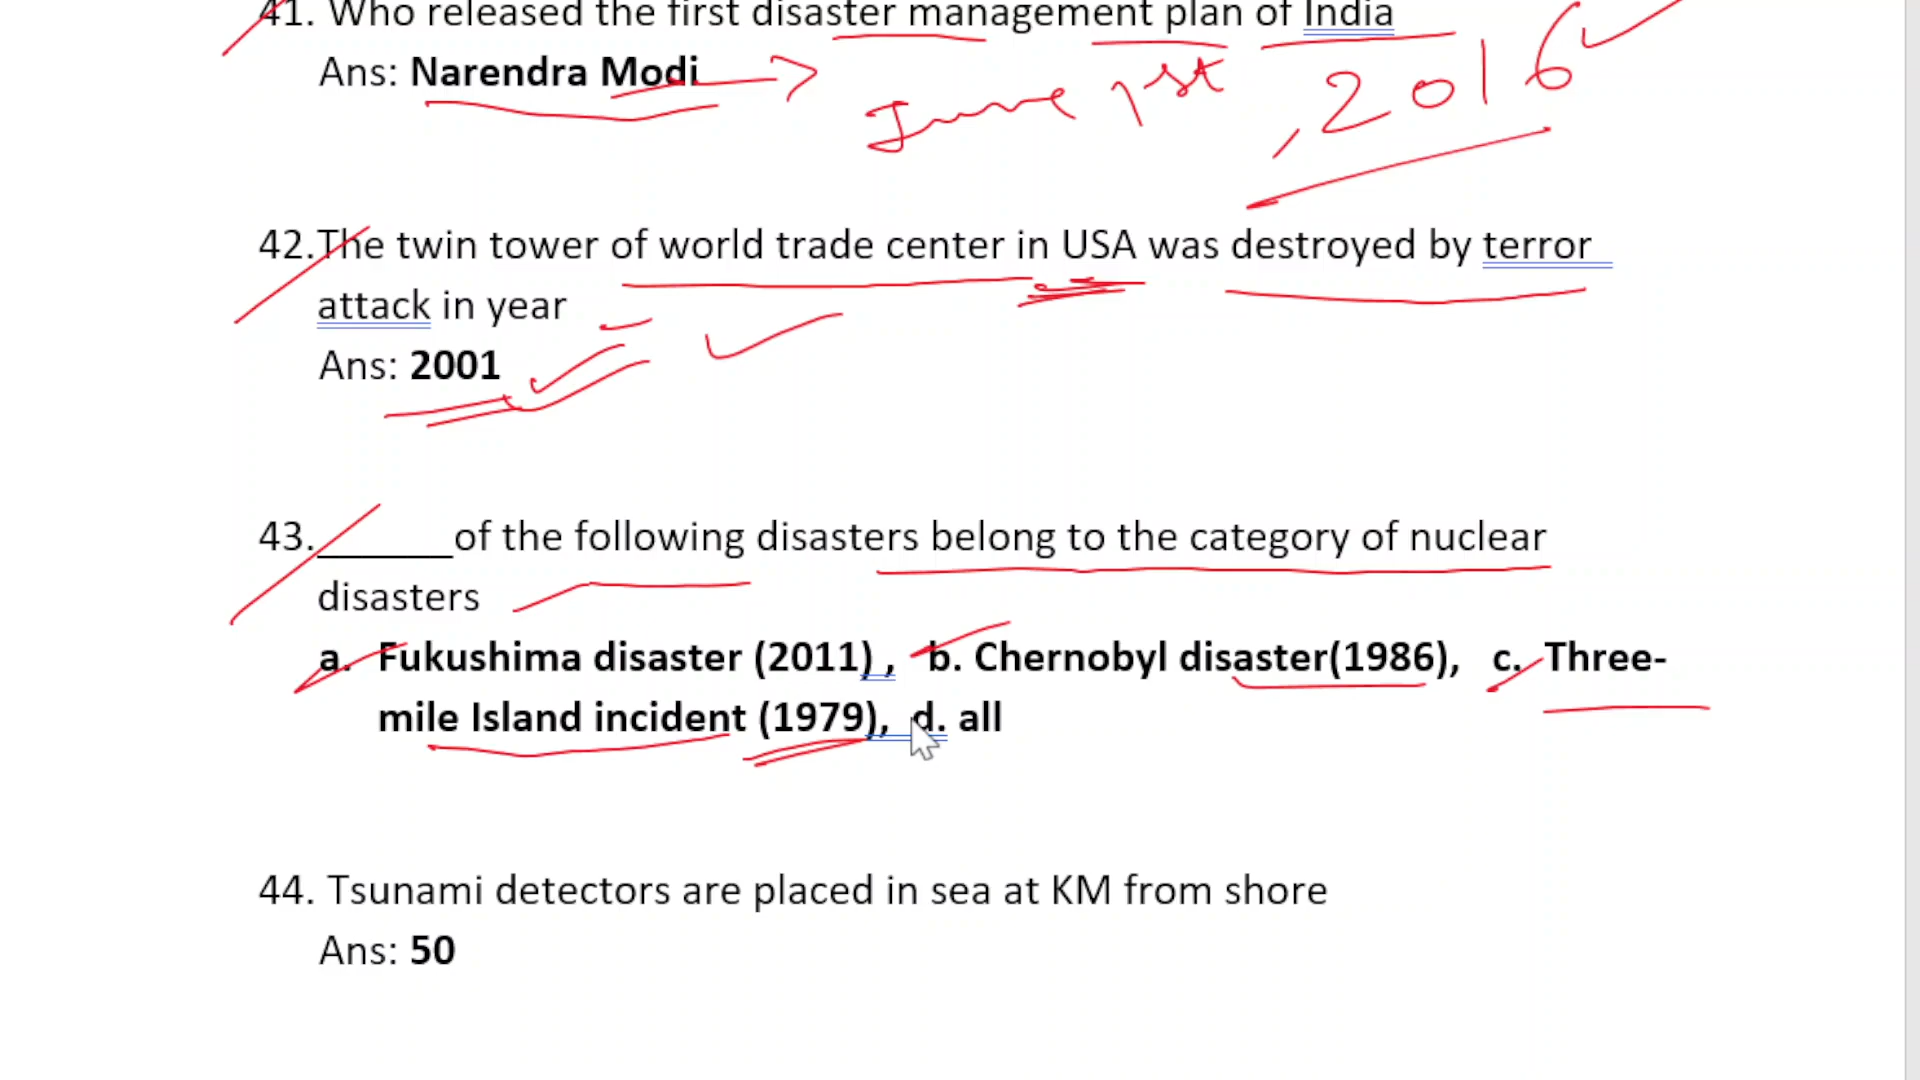 41. Who released the first disaster management plan of India
Ans: Narendra Modi
June 1st, 2016
42.The twin tower of world trade center in USA was destroyed by terror
attack in year
Ans: 2001
43.______of the following disasters belong to the category of nuclear
disasters
a. Fukushima disaster (2011) , b. Chernobyl disaster(1986), c. Three-
mile Island incident (1979), d. all
44. Tsunami detectors are placed in sea at KM from shore
Ans: 50